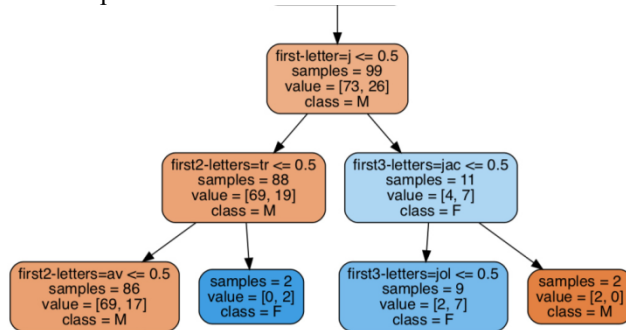 first-letter=j <= 0.5
samples = 99
value = [73, 26]
class = M
first2-letters=tr <= 0.5
samples = 88
value = [69, 19]
class = M
first3-letters=jac <= 0.5
samples = 11
value = [4, 7]
class = F
first2-letters=av <= 0.5
samples = 86
value = [69, 17]
class = M
samples = 2
value = [0, 2]
class = F
first3-letters=jol <= 0.5
samples = 9
value = [2, 7]
class = F
samples = 2
value = [2, 0]
class = M